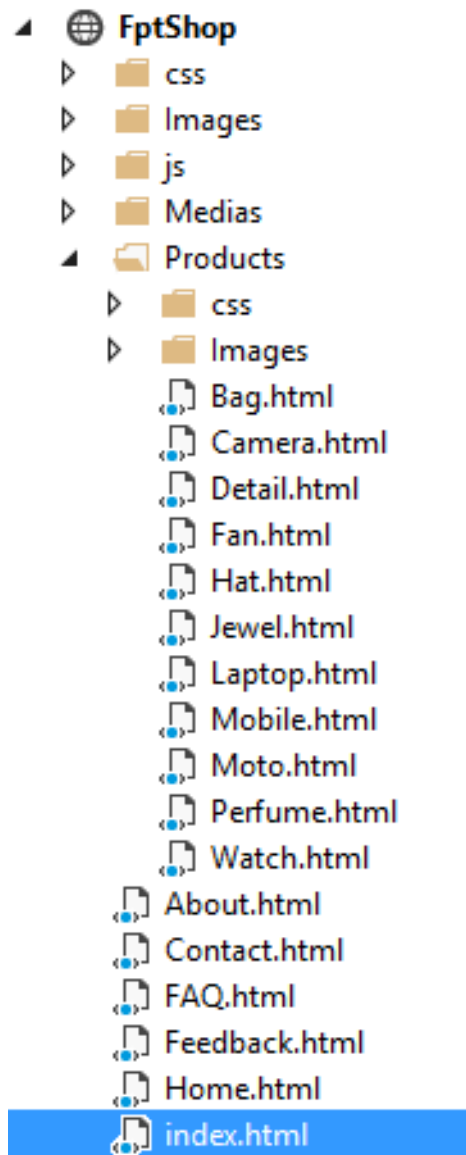 FptShop
css
Images
js
Medias
Products
css
Images
Bag.html
Camera.html
Detail.html
Fan.html
Hat.html
Jewel.html
Laptop.html
Mobile.html
Moto.html
Perfume.html
Watch.html
About.html
Contact.html
FAQ.html
Feedback.html
Home.html
index.html